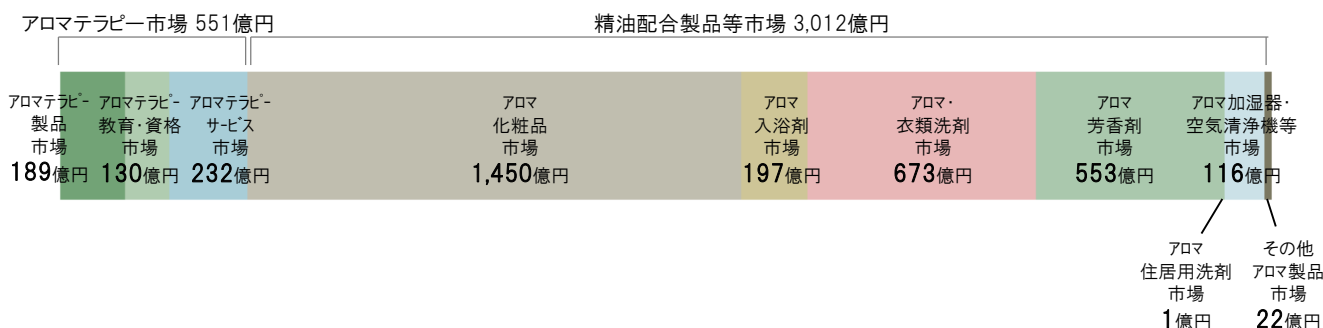 アロマテラピー市場 551億円
精油配合製品等市場 3,012億円
アロマテラピー
製品
市場
189億円
アロマテラピー
教育・資格
市場
130億円
アロマテラピー
サービス
市場
232億円
アロマ
化粧品
市場
1,450億円
アロマ
入浴剤
市場
197億円
アロマ・
衣類洗剤
市場
673億円
アロマ
芳香剤
市場
553億円
アロマ加湿器・
空気清浄機等
市場
116億円
アロマ
住居用洗剤
市場
1億円
その他
アロマ製品
市場
22億円